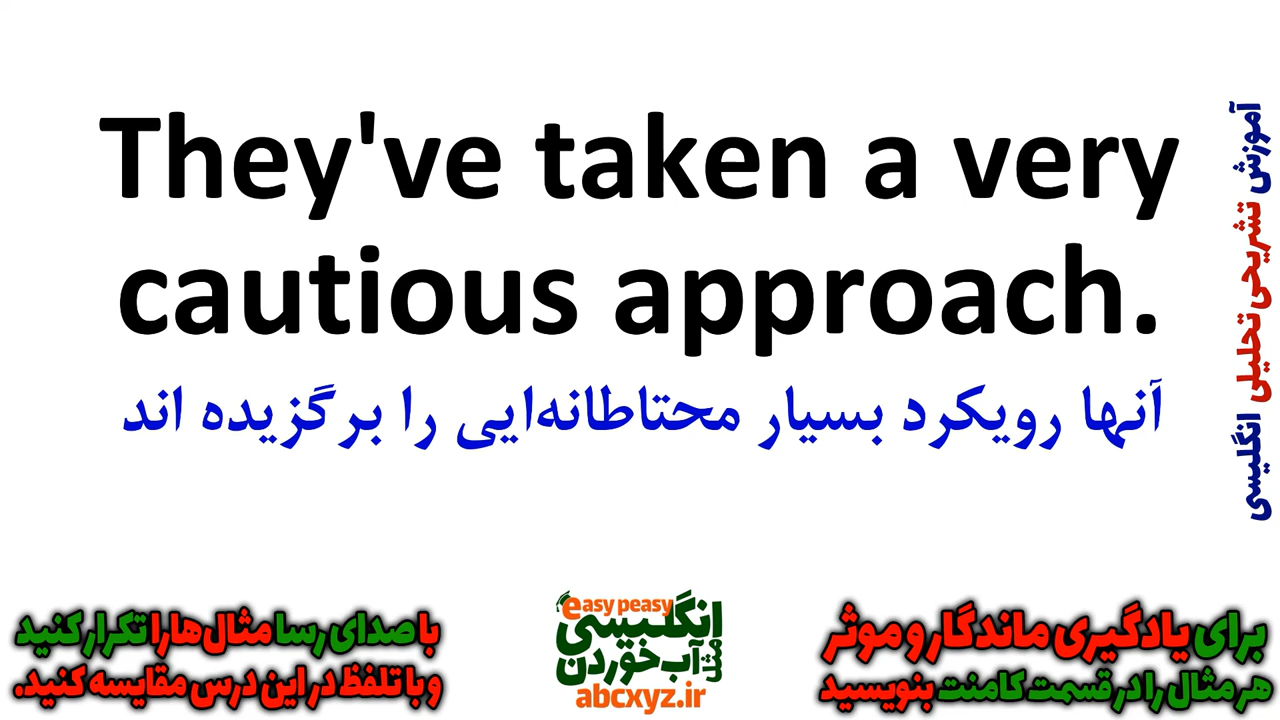 They've taken a very
cautious approach.
آنها رویکرد بسیار محتاطانه‌ایی را برگزیده اند
آموزش تشریحی تحلیلی انگلیسی
با صدای رسا مثال‌ها را تکرار کنید
و با تلفظ در این درس مقایسه کنید.
easy peasy
انگلیسی
مثل آب خوردن
abcxyz.ir
برای یادگیری ماندگار و موثر
هر مثال را در قسمت کامنت بنویسید